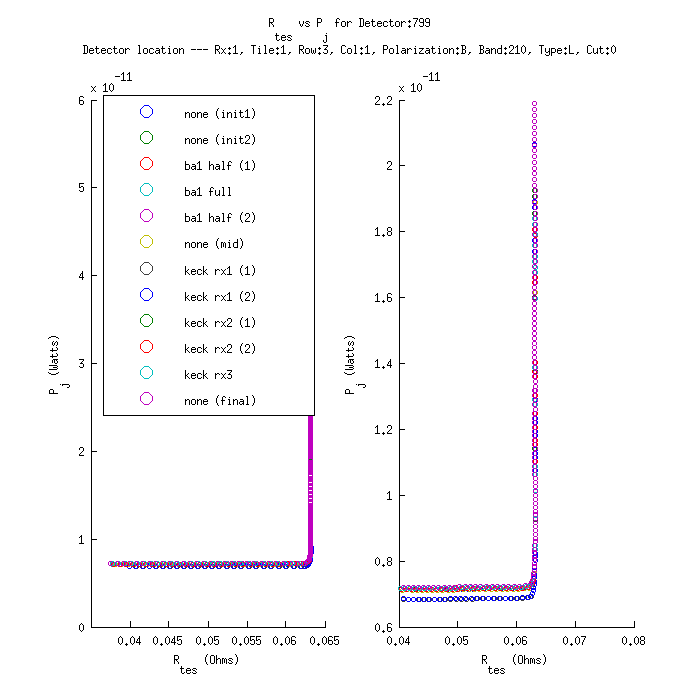 R    vs P  for Detector:799
tes    j
Detector location --- Rx:1, Tile:1, Row:3, Col:1, Polarization:B, Band:210, Type:L, Cut:0
x 10^-11
6
5
4
3
2
1
0
0.04 0.045 0.05 0.055 0.06 0.065
P_j (Watts)
R_tes (Ohms)
none (init1)
none (init2)
ba1 half (1)
ba1 full
ba1 half (2)
none (mid)
keck rx1 (1)
keck rx1 (2)
keck rx2 (1)
keck rx2 (2)
keck rx3
none (final)
x 10^-11
2.2
2
1.8
1.6
1.4
1.2
1
0.8
0.6
0.04 0.05 0.06 0.07 0.08
P_j (Watts)
R_tes (Ohms)